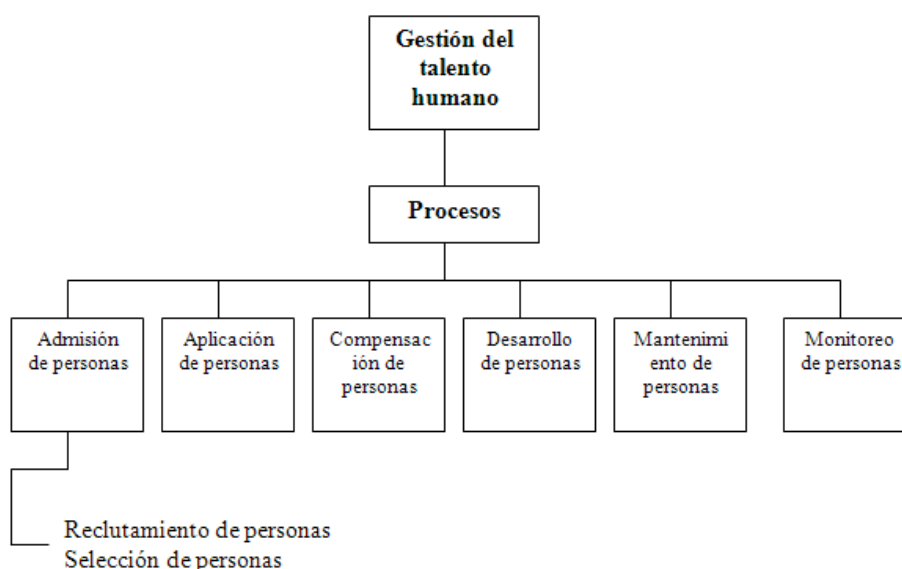 Gestión del
talento
humano
Procesos
Admisión
de personas
Aplicación
de personas
Compensac
ión de
personas
Desarrollo
de personas
Mantenimi
ento de
personas
Monitoreo
de personas
Reclutamiento de personas
Selección de personas